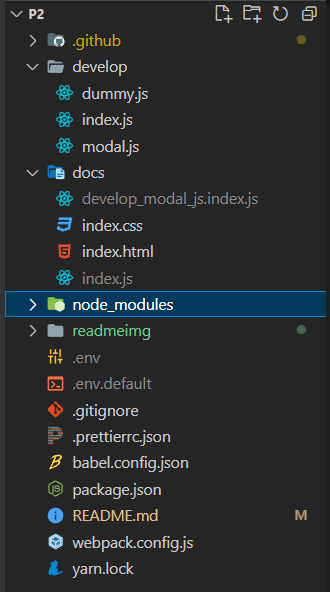 P2
.github
develop
dummy.js
index.js
modal.js
docs
develop_modal_js.index.js
index.css
index.html
index.js
node_modules
readmeimg
.env
.env.default
.gitignore
.prettierrc.json
babel.config.json
package.json
README.md M
webpack.config.js
yarn.lock